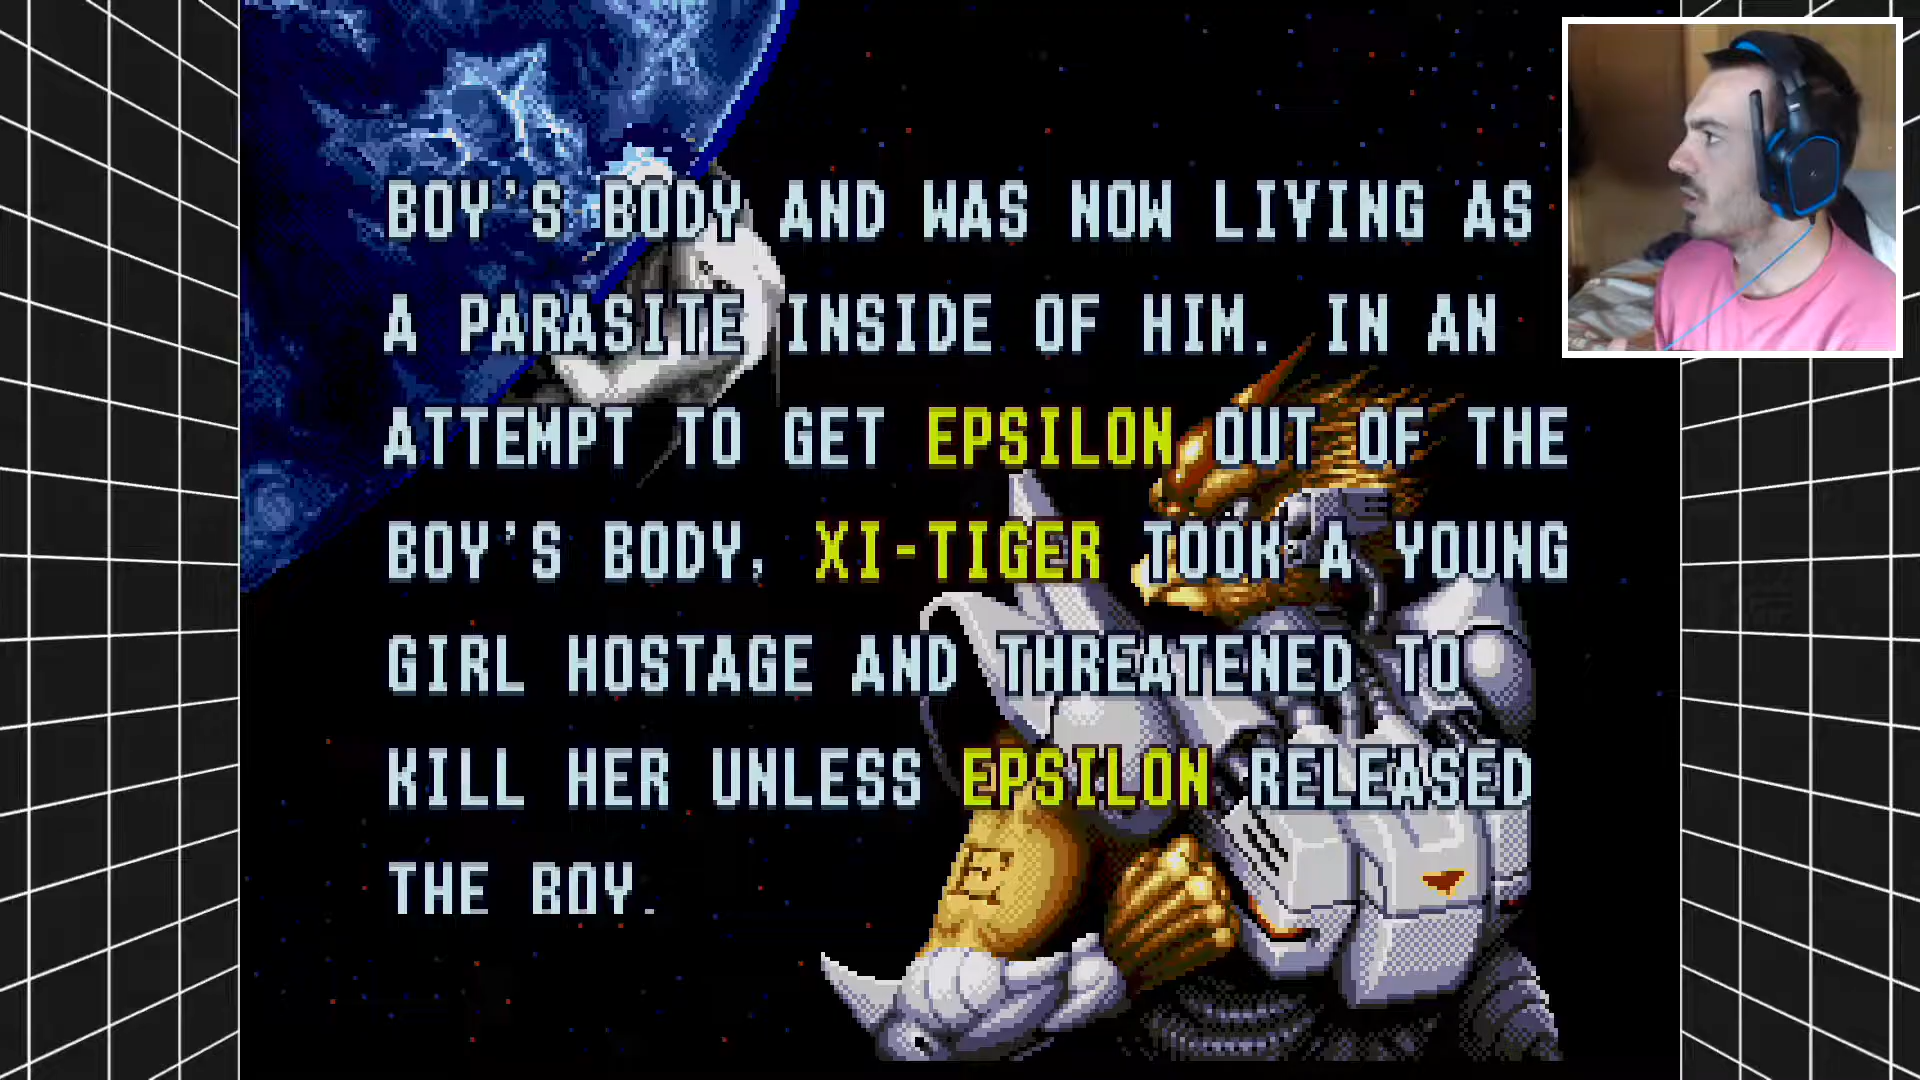 BOY'S BODY AND WAS NOW LIVING AS
A PARASITE INSIDE OF HIM. IN AN
ATTEMPT TO GET EPSILON OUT OF THE
BOY'S BODY, XI-TIGER TOOK A YOUNG
GIRL HOSTAGE AND THREATENED TO
KILL HER UNLESS EPSILON RELEASED
THE BOY.
E